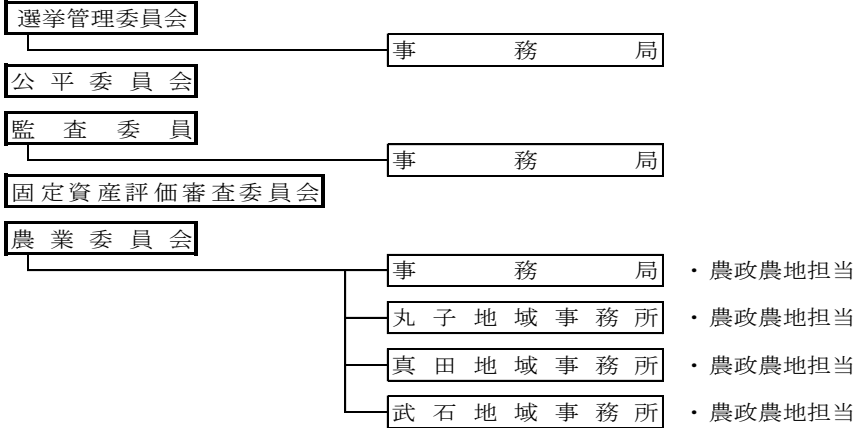 選挙管理委員会
事務局
公平委員会
監査委員
事務局
固定資産評価審査委員会
農業委員会
事務局 ・農政農地担当
丸子地域事務所 ・農政農地担当
真田地域事務所 ・農政農地担当
武石地域事務所 ・農政農地担当